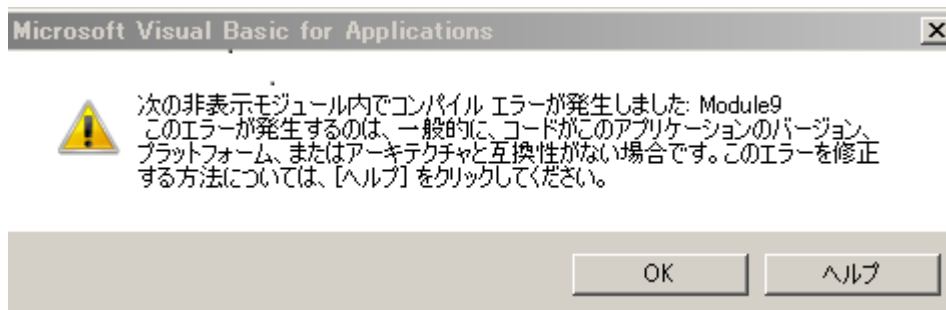 Microsoft Visual Basic for Applications
次の非表示モジュール内でコンパイル エラーが発生しました: Module9
このエラーが発生するのは、一般的に、コードがこのアプリケーションのバージョン、
プラットフォーム、またはアーキテクチャと互換性がない場合です。このエラーを修正
する方法については、[ヘルプ] をクリックしてください。
OK
ヘルプ